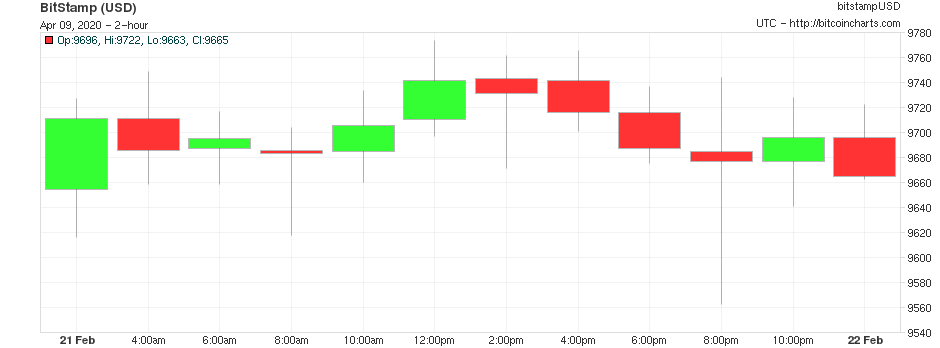 BitStamp (USD)
bitstampUSD
Apr 09, 2020 - 2-hour
UTC - http://bitcoincharts.com
Op:9696, Hi:9722, Lo:9663, Cl:9665
9780
9760
9740
9720
9700
9680
9660
9640
9620
9600
9580
9560
9540
21 Feb 4:00am 6:00am 8:00am 10:00am 12:00pm 2:00pm 4:00pm 6:00pm 8:00pm 10:00pm 22 Feb